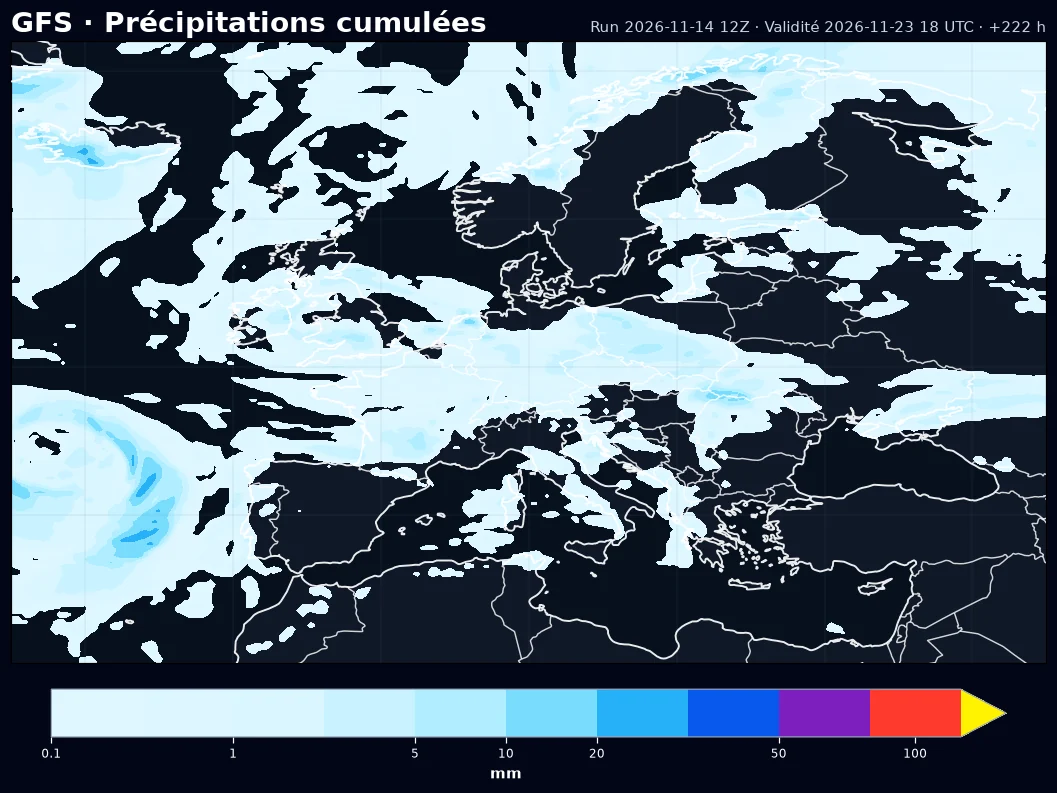 GFS · Précipitations cumulées
Run 2026-11-14 12Z · Validité 2026-11-23 18 UTC · +222 h
0.1 1 5 10 20 50 100
mm